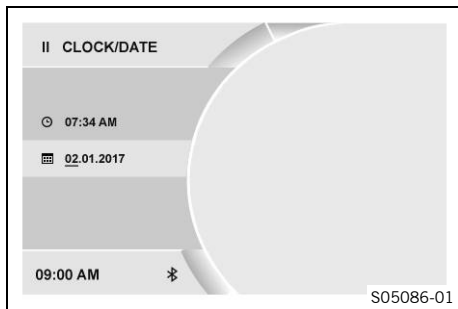 II CLOCK/DATE
07:34 AM
02.01.2017
09:00 AM
S05086-01